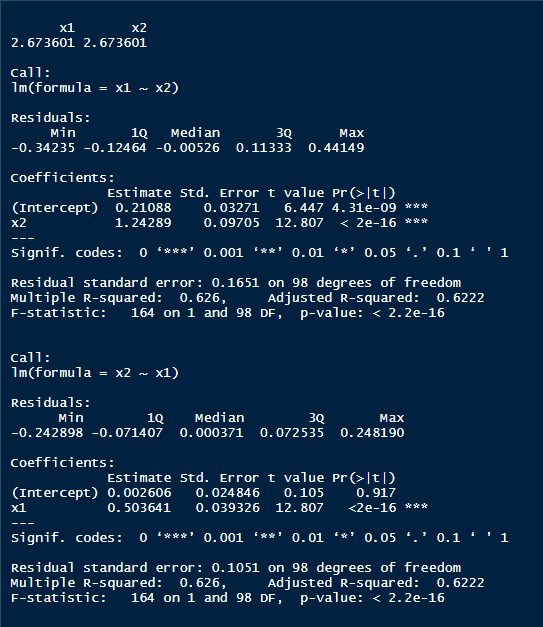 x1 x2
2.673601 2.673601
Call:
lm(formula = x1 ~ x2)
Residuals:
Min 1Q Median 3Q Max
-0.34235 -0.12464 -0.00526 0.11333 0.44149
Coefficients:
Estimate Std. Error t value Pr(>|t|)
(Intercept) 0.21088 0.03271 6.447 4.31e-09 ***
x2 1.24289 0.09705 12.807 < 2e-16 ***
---
Signif. codes: 0 ‘***’ 0.001 ‘**’ 0.01 ‘*’ 0.05 ‘.’ 0.1 ‘ ’ 1
Residual standard error: 0.1651 on 98 degrees of freedom
Multiple R-squared: 0.626, Adjusted R-squared: 0.6222
F-statistic: 164 on 1 and 98 DF, p-value: < 2.2e-16
Call:
lm(formula = x2 ~ x1)
Residuals:
Min 1Q Median 3Q Max
-0.242898 -0.071407 0.000371 0.072535 0.248190
Coefficients:
Estimate Std. Error t value Pr(>|t|)
(Intercept) 0.002606 0.024846 0.105 0.917
x1 0.503641 0.039326 12.807 <2e-16 ***
---
Signif. codes: 0 ‘***’ 0.001 ‘**’ 0.01 ‘*’ 0.05 ‘.’ 0.1 ‘ ’ 1
Residual standard error: 0.1051 on 98 degrees of freedom
Multiple R-squared: 0.626, Adjusted R-squared: 0.6222
F-statistic: 164 on 1 and 98 DF, p-value: < 2.2e-16